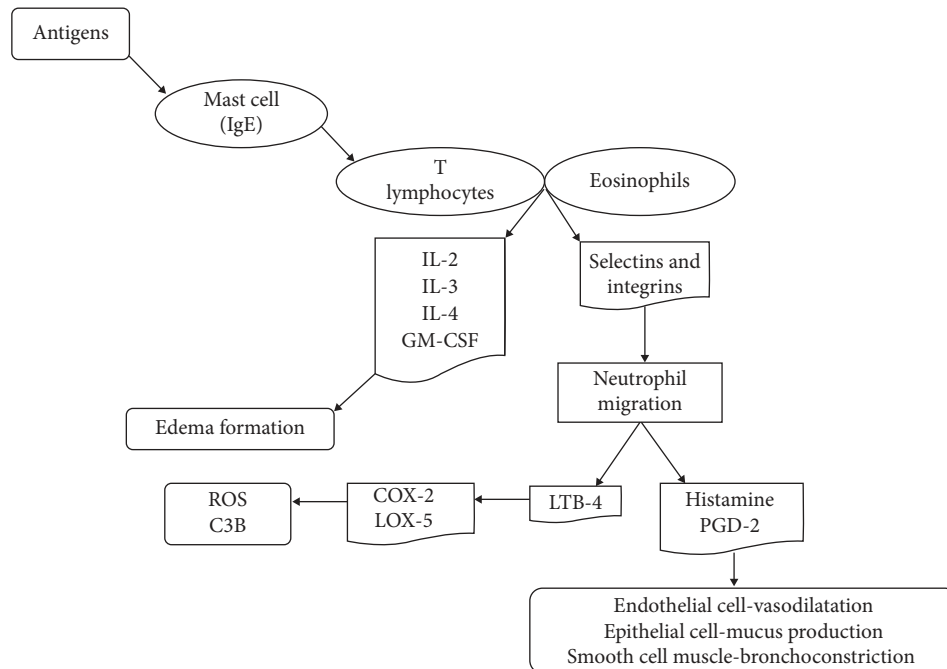 Antigens
Mast cell
(IgE)
T
lymphocytes
Eosinophils
IL-2
IL-3
IL-4
GM-CSF
Selectins and
integrins
Neutrophil
migration
Edema formation
ROS
C3B
COX-2
LOX-5
LTB-4
Histamine
PGD-2
Endothelial cell-vasodilatation
Epithelial cell-mucus production
Smooth cell muscle-bronchoconstriction